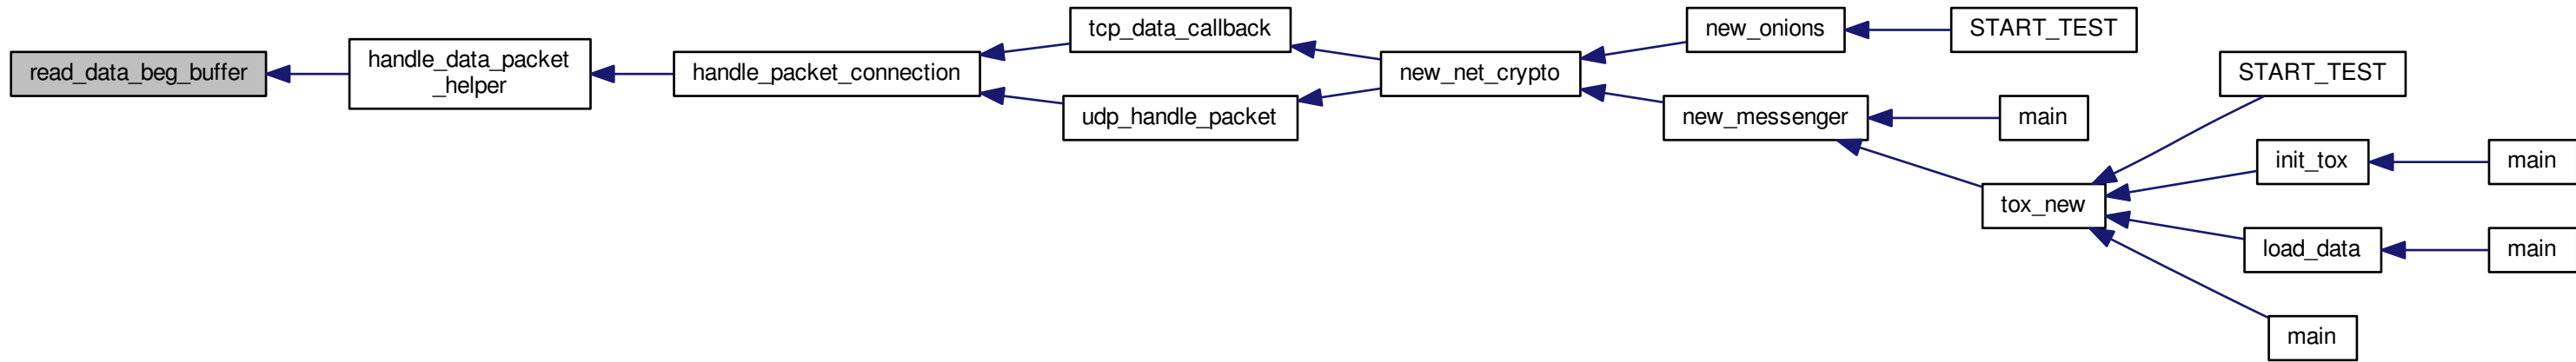 read_data_beg_buffer
handle_data_packet
_helper
handle_packet_connection
tcp_data_callback
udp_handle_packet
new_net_crypto
new_onions
START_TEST
new_messenger
main
tox_new
START_TEST
init_tox
main
load_data
main
main